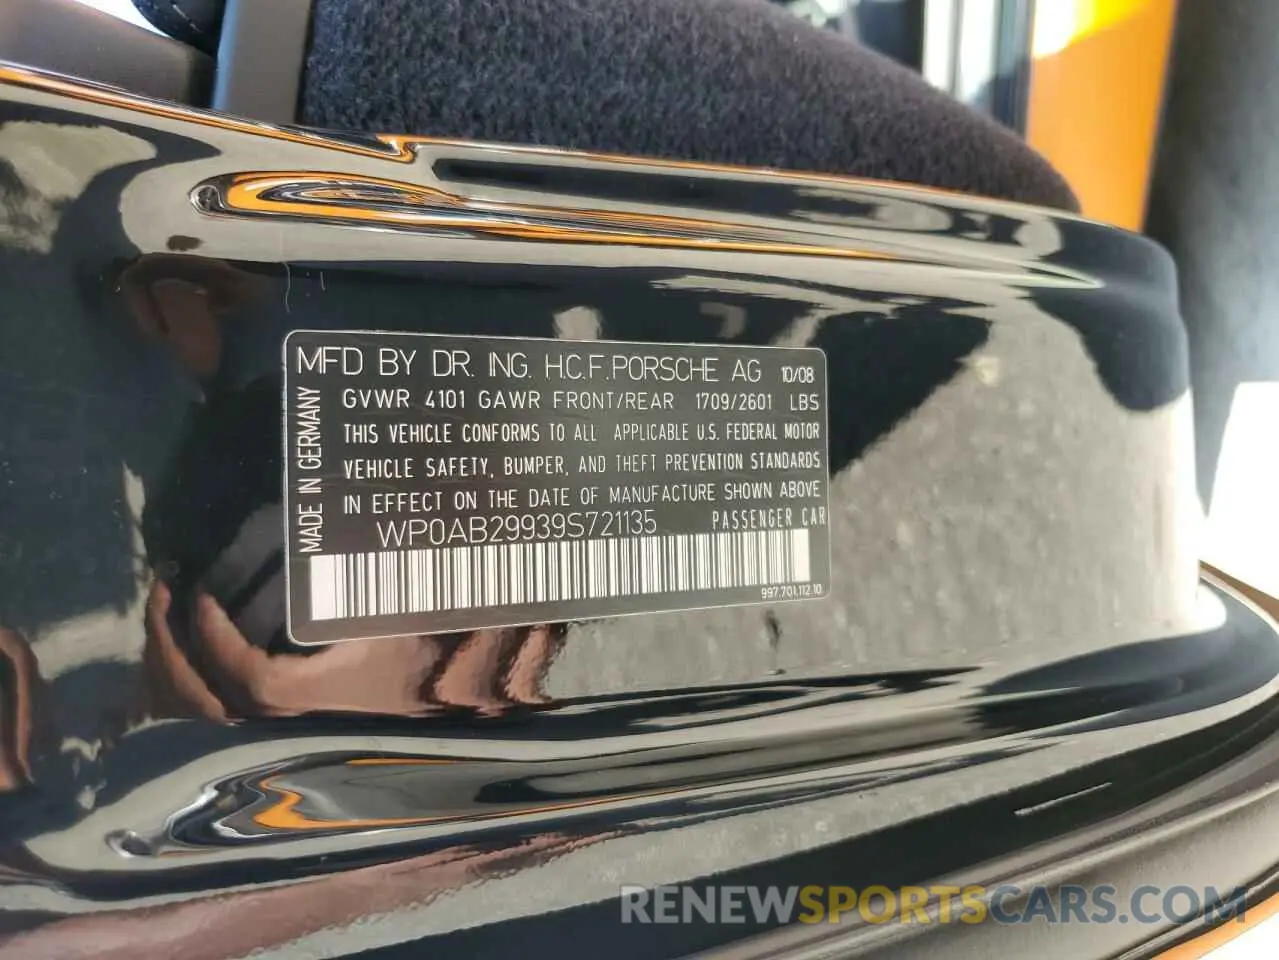 MFD BY DR. ING. H.C.F. PORSCHE AG 10/08
GVWR 4101 GAWR FRONT/REAR 1709/2601 LBS
THIS VEHICLE CONFORMS TO ALL APPLICABLE U.S. FEDERAL MOTOR
VEHICLE SAFETY, BUMPER, AND THEFT PREVENTION STANDARDS
IN EFFECT ON THE DATE OF MANUFACTURE SHOWN ABOVE
WP0AB29939S721135 PASSENGER CAR
MADE IN GERMANY
997.701.112.10
RENEWSPORTSCARS.COM